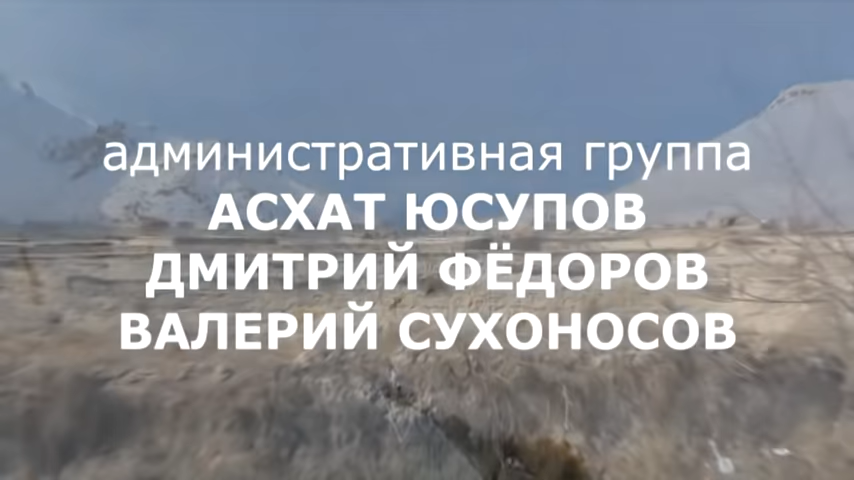 административная группа
АСХАТ ЮСУПОВ
ДМИТРИЙ ФЁДОРОВ
ВАЛЕРИЙ СУХОНОСОВ